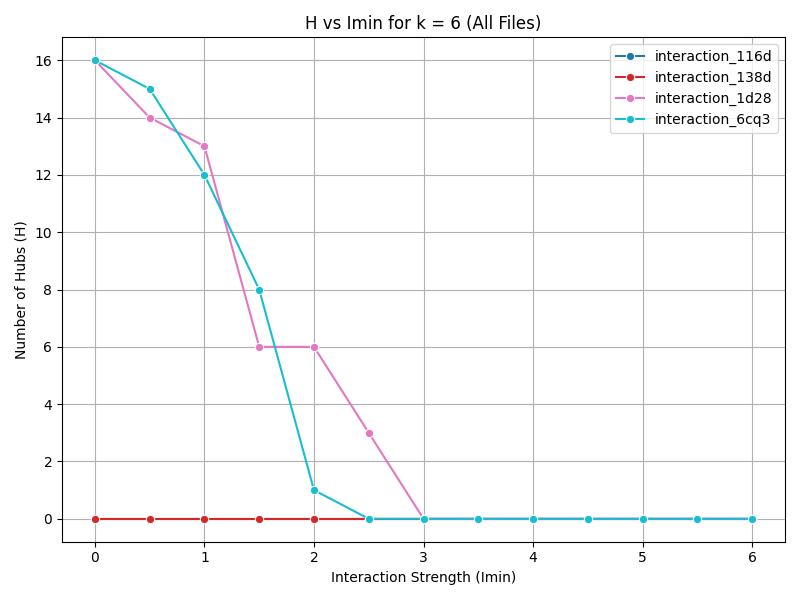 H vs Imin for k = 6 (All Files)
interaction_116d
interaction_138d
interaction_1d28
interaction_6cq3
Number of Hubs (H)
16
14
12
10
8
6
4
2
0
0 1 2 3 4 5 6
Interaction Strength (Imin)